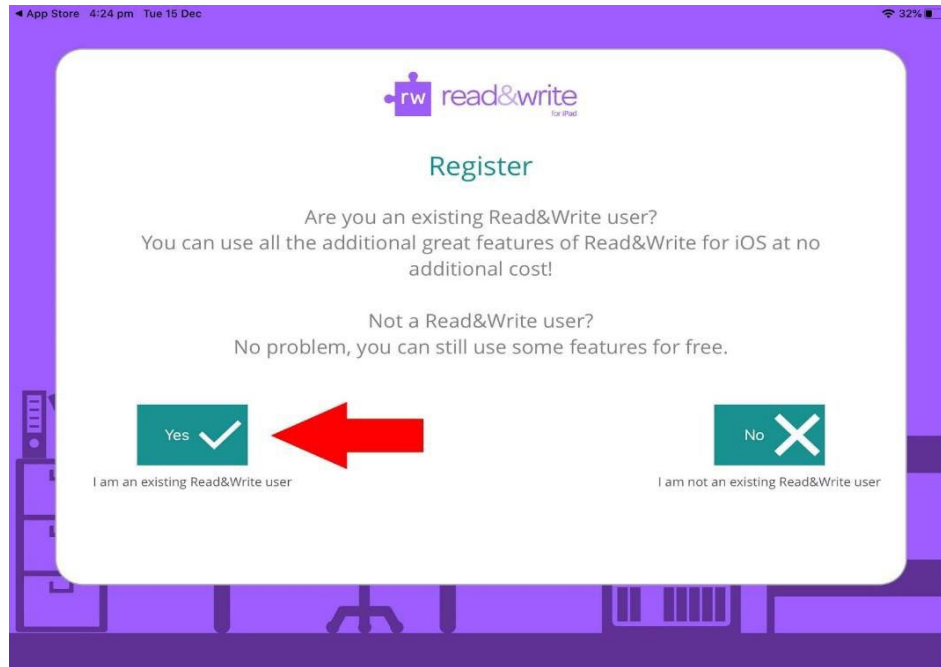 ◀ App Store 4:24 pm Tue 15 Dec 32%
rw read&write
for iPad
Register
Are you an existing Read&Write user?
You can use all the additional great features of Read&Write for iOS at no
additional cost!
Not a Read&Write user?
No problem, you can still use some features for free.
Yes
No
I am an existing Read&Write user
I am not an existing Read&Write user